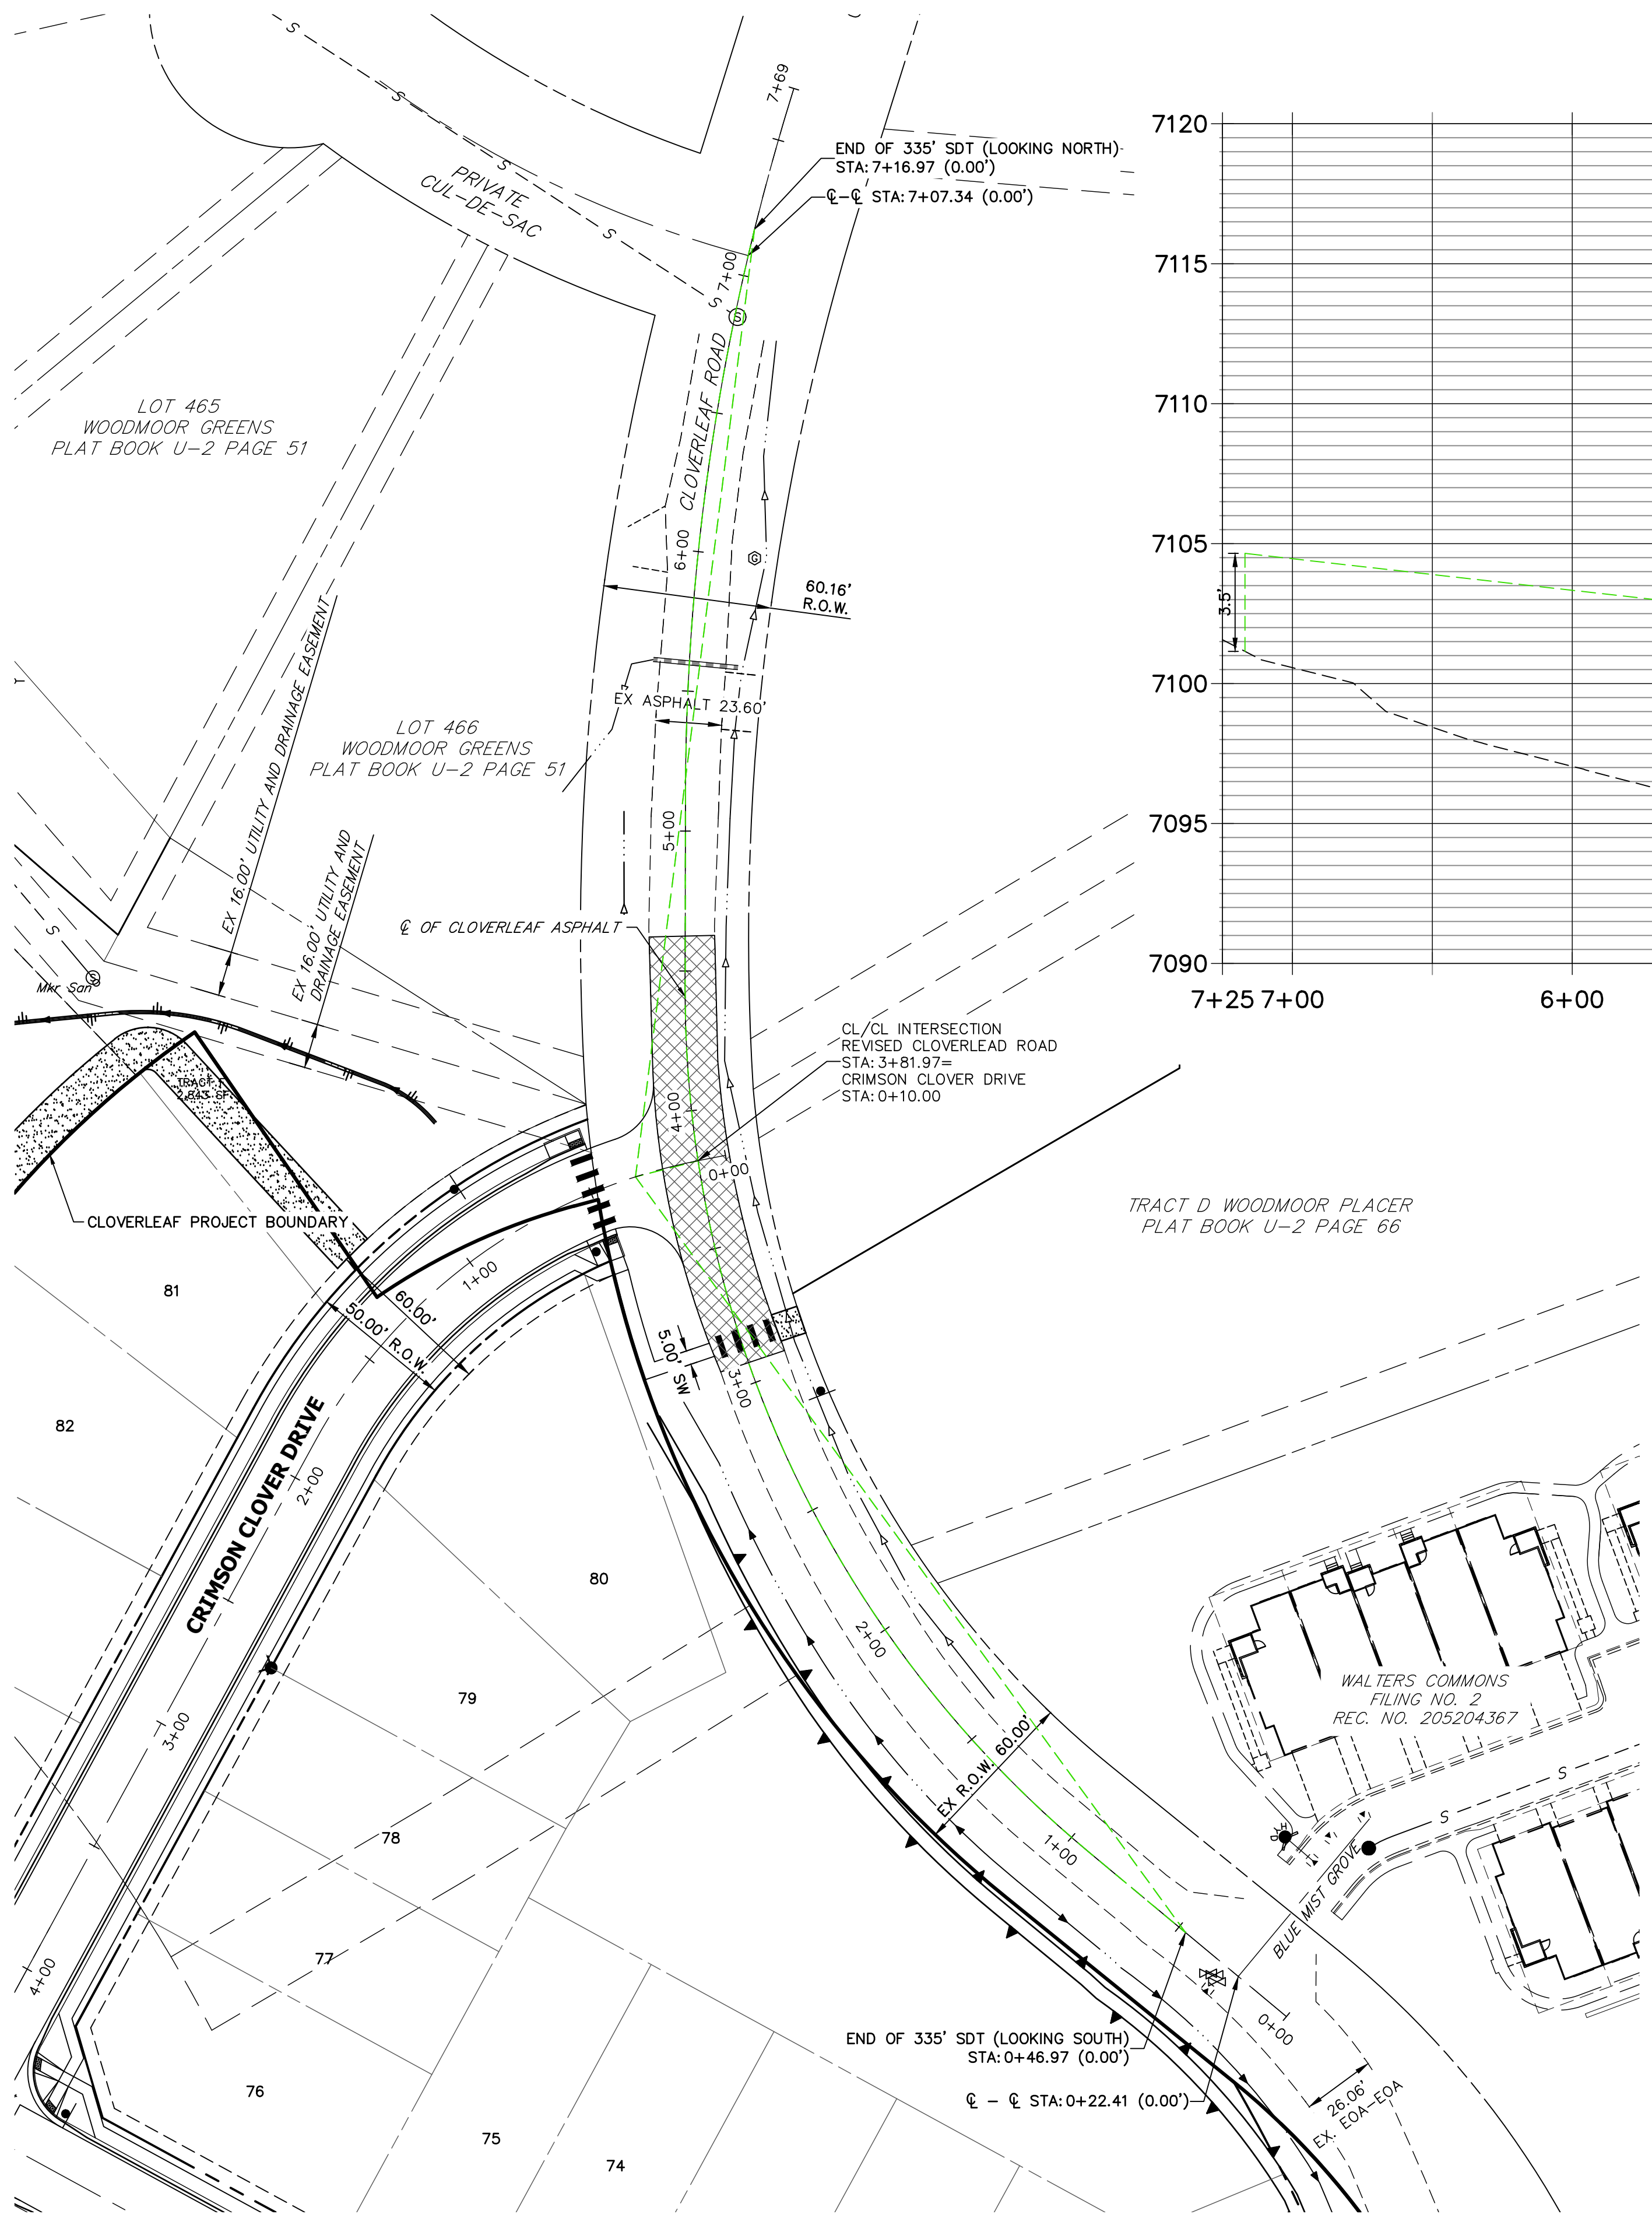 7+69
END OF 335' SDT (LOOKING NORTH)
STA: 7+16.97 (0.00')
℄-℄ STA: 7+07.34 (0.00')
S
S
S
S
S
S
PRIVATE
CUL-DE-SAC
7+00
CLOVERLEAF ROAD
LOT 465
WOODMOOR GREENS
PLAT BOOK U-2 PAGE 51
6+00
G
60.16'
R.O.W.
EX ASPHALT 23.60'
LOT 466
WOODMOOR GREENS
PLAT BOOK U-2 PAGE 51
EX 16.00' UTILITY AND DRAINAGE EASEMENT
EX 16.00' UTILITY AND
DRAINAGE EASEMENT
5+00
℄ OF CLOVERLEAF ASPHALT
S
S
Mkr San
TRACT F
2,843 SF
4+00
CL/CL INTERSECTION
REVISED CLOVERLEAD ROAD
STA: 3+81.97=
CRIMSON CLOVER DRIVE
STA: 0+10.00
0+00
CLOVERLEAF PROJECT BOUNDARY
TRACT D WOODMOOR PLACER
PLAT BOOK U-2 PAGE 66
81
1+00
60.00'
50.00' R.O.W.
5.00' SW
3+00
82
CRIMSON CLOVER DRIVE
2+00
80
2+00
79
3+00
WALTERS COMMONS
FILING NO. 2
REC. NO. 205204367
EX R.O.W. 60.00'
78
1+00
HYD
S
S
BLUE MIST GROVE
77
4+00
0+00
END OF 335' SDT (LOOKING SOUTH)
STA: 0+46.97 (0.00')
℄ - ℄ STA: 0+22.41 (0.00')
26.06'
EX. EOA-EOA
76
75
74
7120
7115
7110
7105
3.5'
7100
7095
7090
7+25 7+00
6+00